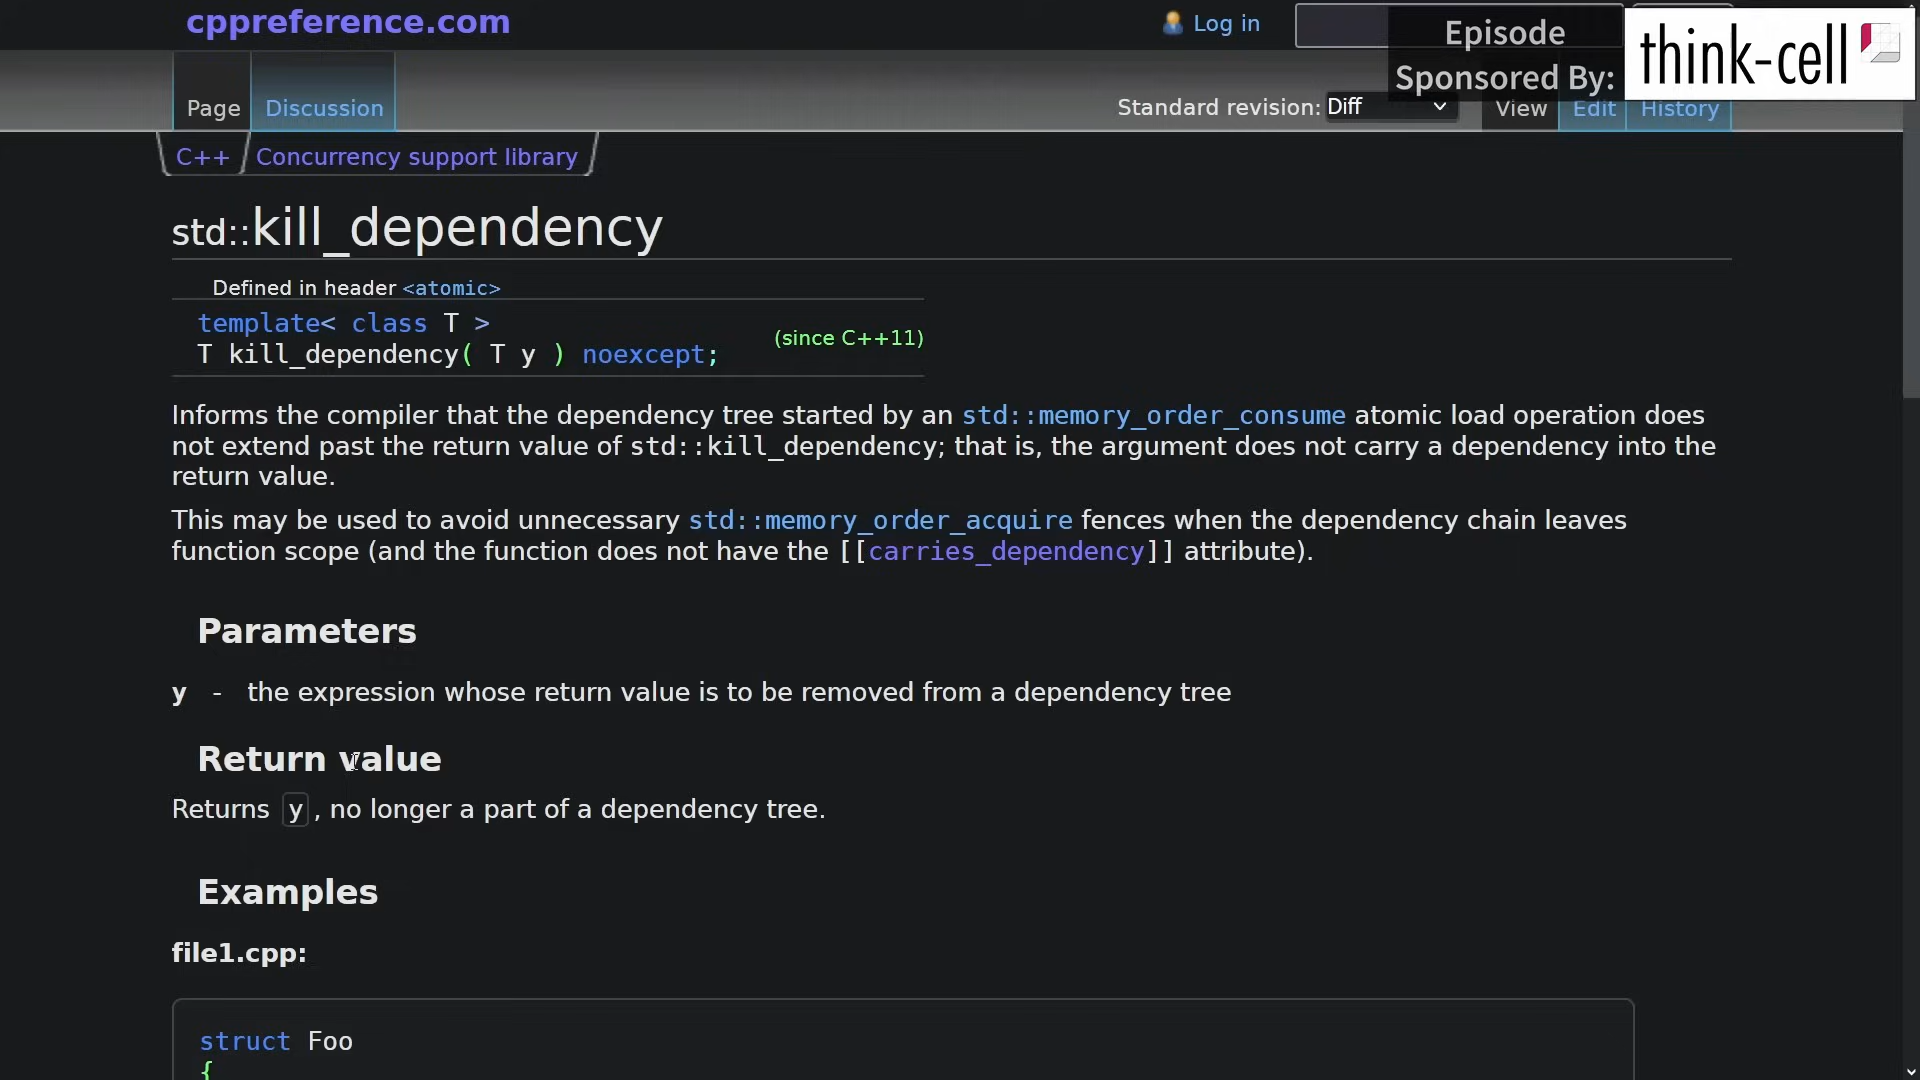 cppreference.com
Log in
Episode
Sponsored By:
think-cell
Page
Discussion
Standard revision: Diff
View
Edit
History
C++
Concurrency support library
std::kill_dependency
Defined in header <atomic>
template< class T >
T kill_dependency( T y ) noexcept;
(since C++11)
Informs the compiler that the dependency tree started by an std::memory_order_consume atomic load operation does
not extend past the return value of std::kill_dependency; that is, the argument does not carry a dependency into the
return value.
This may be used to avoid unnecessary std::memory_order_acquire fences when the dependency chain leaves
function scope (and the function does not have the [[carries_dependency]] attribute).
Parameters
y - the expression whose return value is to be removed from a dependency tree
Return value
Returns y, no longer a part of a dependency tree.
Examples
file1.cpp:
struct Foo
{